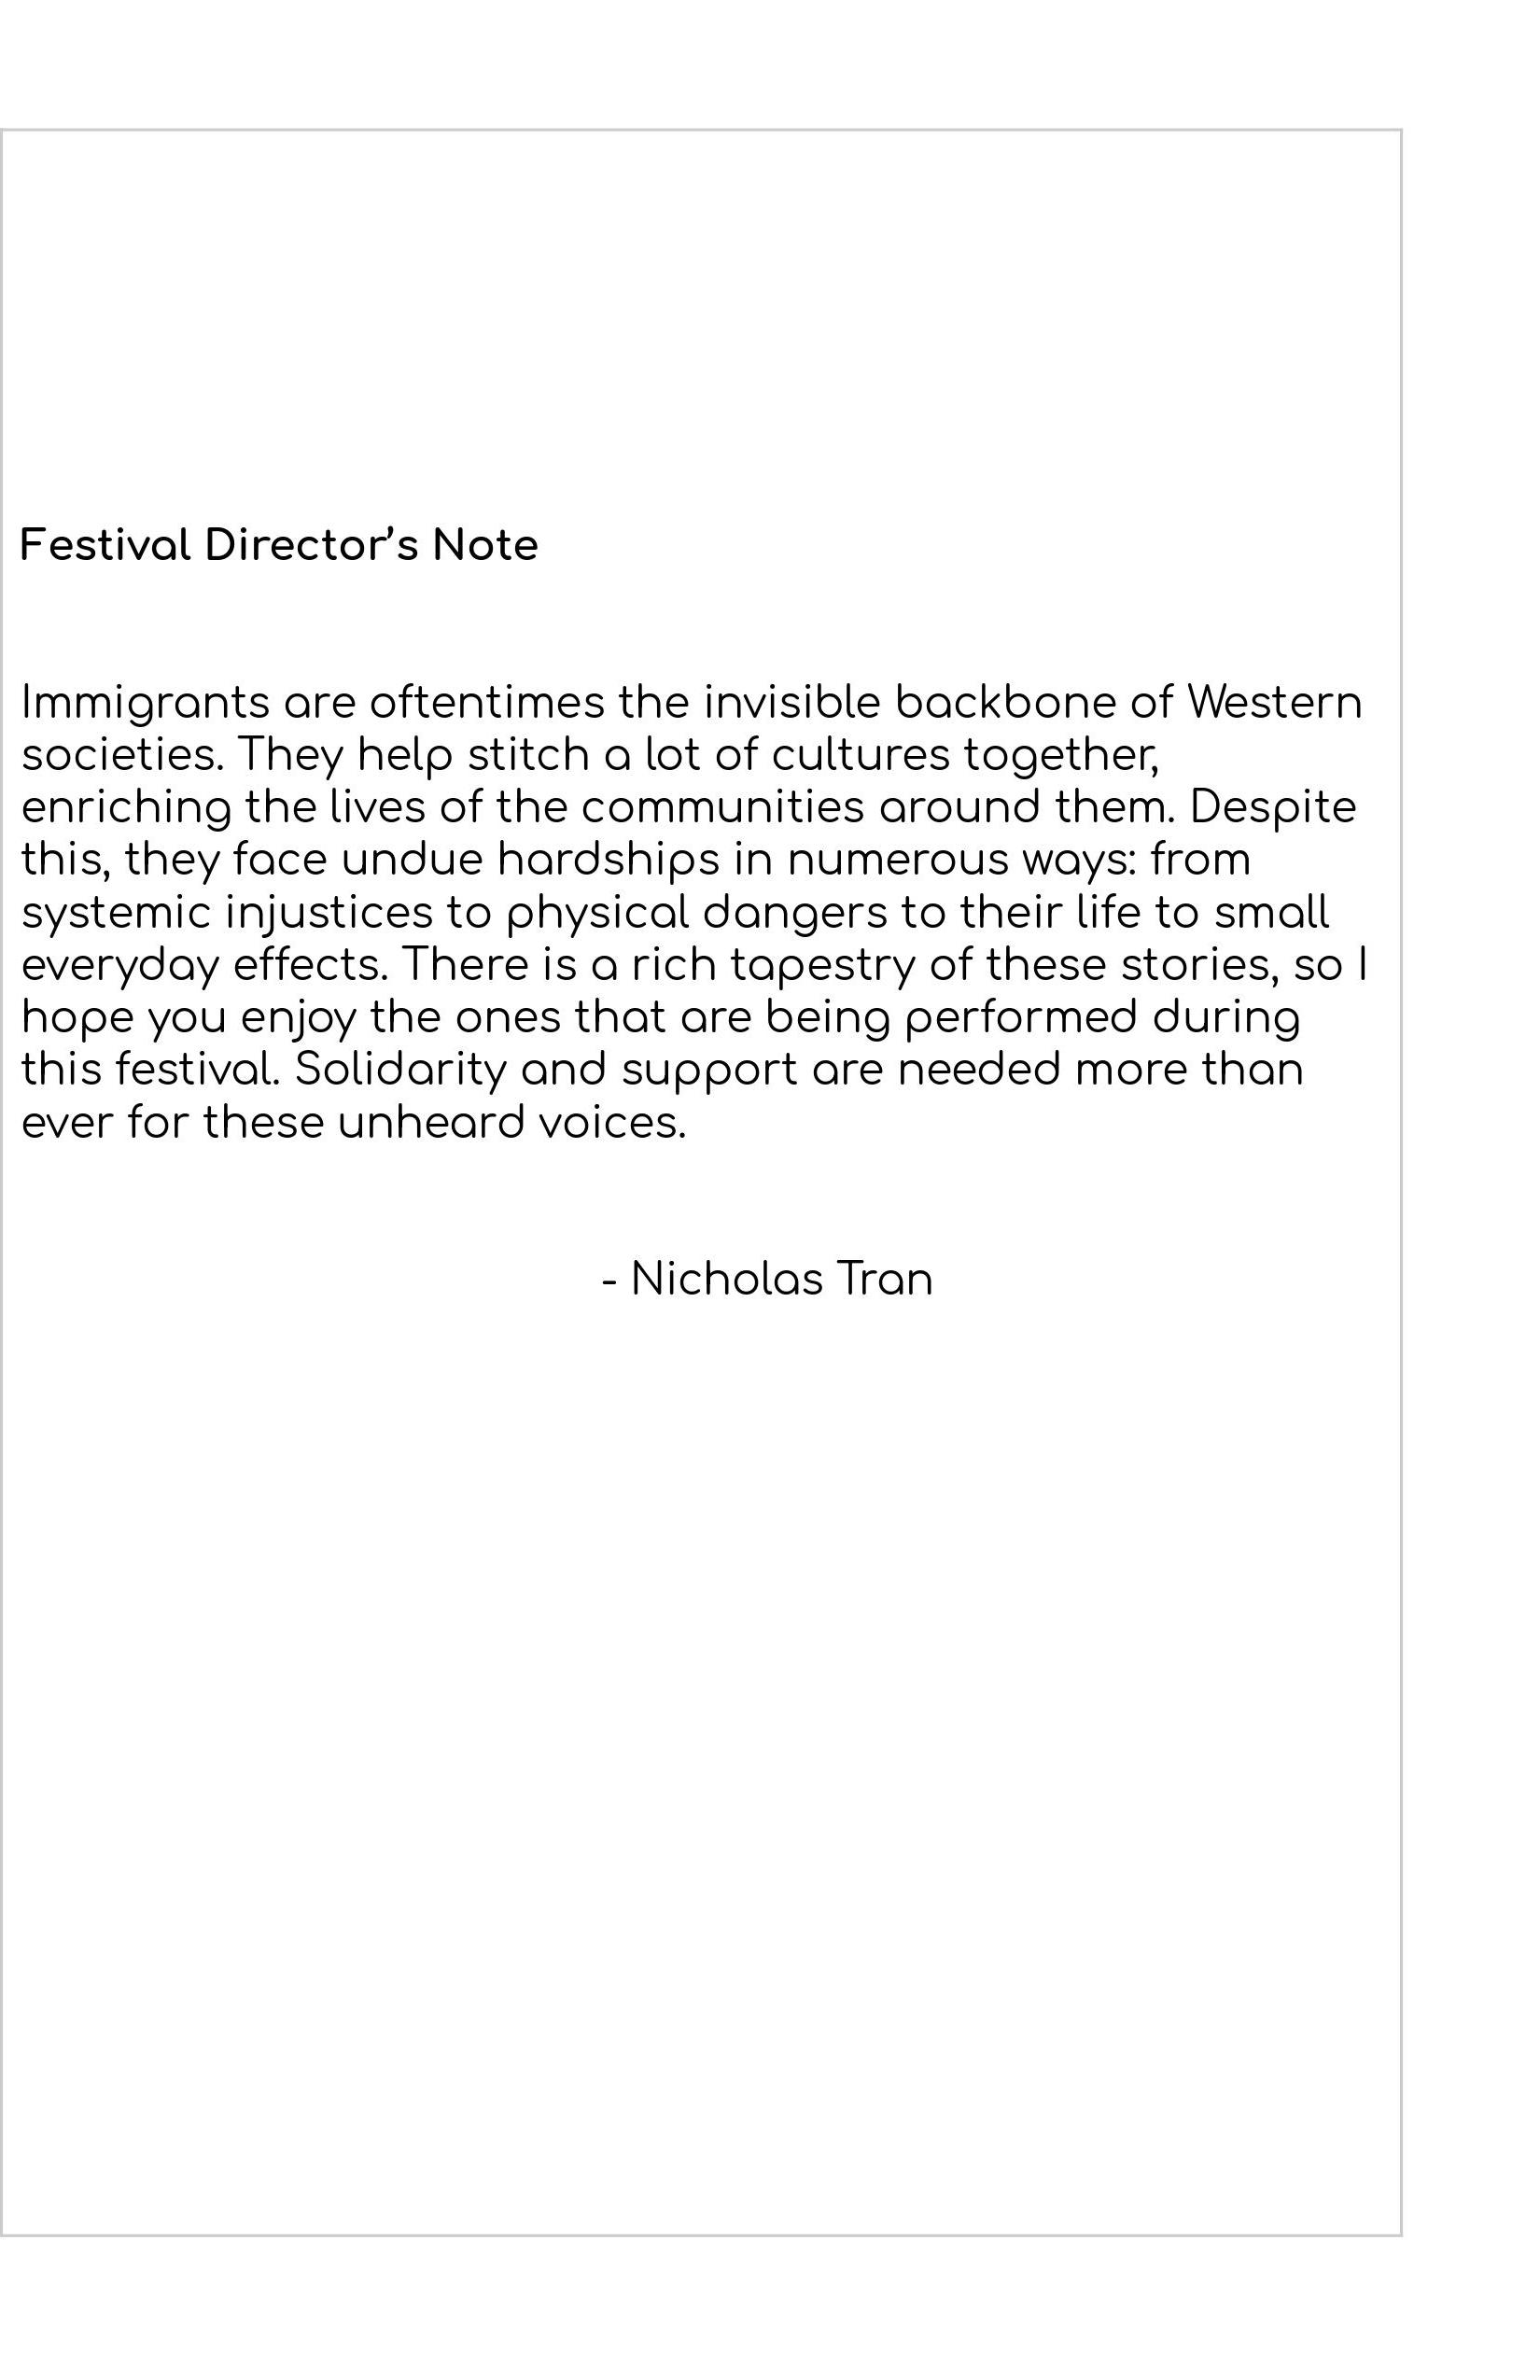 Festival Director’s Note
Immigrants are oftentimes the invisible backbone of Western
societies. They help stitch a lot of cultures together,
enriching the lives of the communities around them. Despite
this, they face undue hardships in numerous ways: from
systemic injustices to physical dangers to their life to small
everyday effects. There is a rich tapestry of these stories, so I
hope you enjoy the ones that are being performed during
this festival. Solidarity and support are needed more than
ever for these unheard voices.
- Nicholas Tran